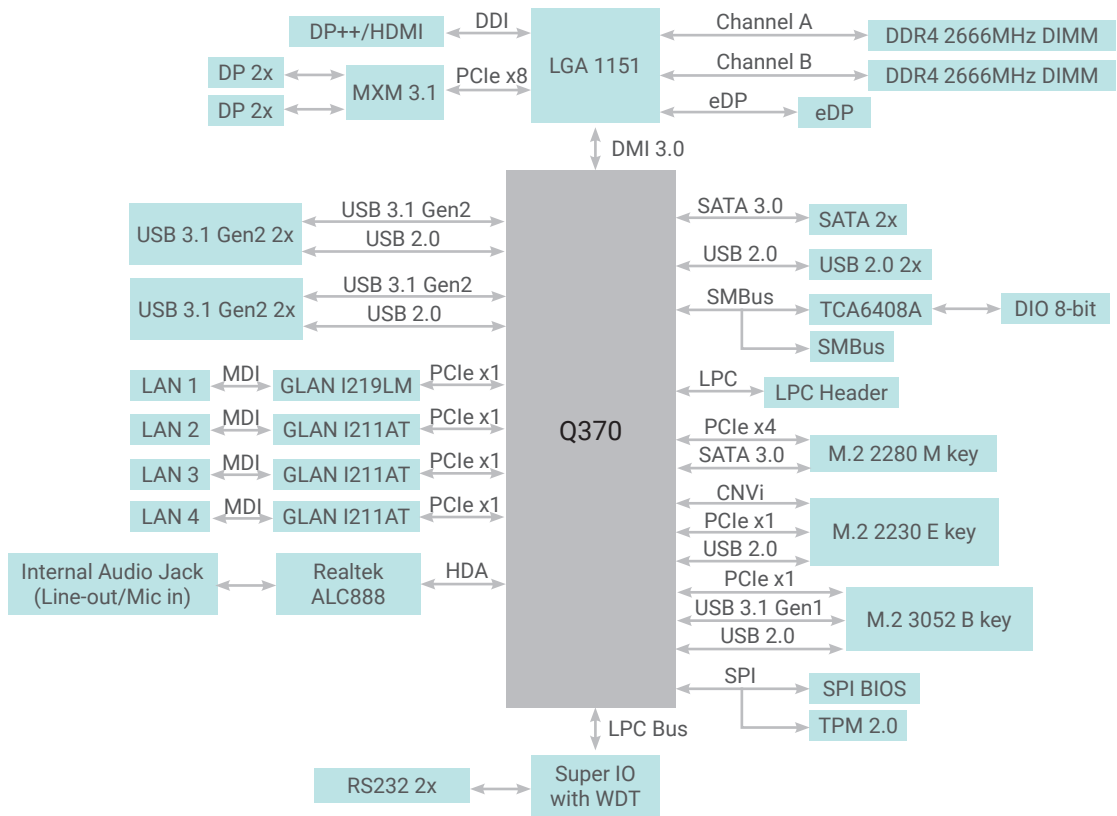 DP++/HDMI
DDI
LGA 1151
Channel A
DDR4 2666MHz DIMM
Channel B
DDR4 2666MHz DIMM
DP 2x
DP 2x
MXM 3.1
PCIe x8
eDP
eDP
DMI 3.0
Q370
USB 3.1 Gen2 2x
USB 3.1 Gen2
USB 2.0
USB 3.1 Gen2 2x
USB 3.1 Gen2
USB 2.0
LAN 1
MDI
GLAN I219LM
PCIe x1
LAN 2
MDI
GLAN I211AT
PCIe x1
LAN 3
MDI
GLAN I211AT
PCIe x1
LAN 4
MDI
GLAN I211AT
PCIe x1
Internal Audio Jack
(Line-out/Mic in)
Realtek
ALC888
HDA
SATA 3.0
SATA 2x
USB 2.0
USB 2.0 2x
SMBus
TCA6408A
DIO 8-bit
SMBus
LPC
LPC Header
PCIe x4
SATA 3.0
M.2 2280 M key
CNVi
PCIe x1
USB 2.0
M.2 2230 E key
PCIe x1
USB 3.1 Gen1
USB 2.0
M.2 3052 B key
SPI
SPI BIOS
TPM 2.0
LPC Bus
RS232 2x
Super IO
with WDT